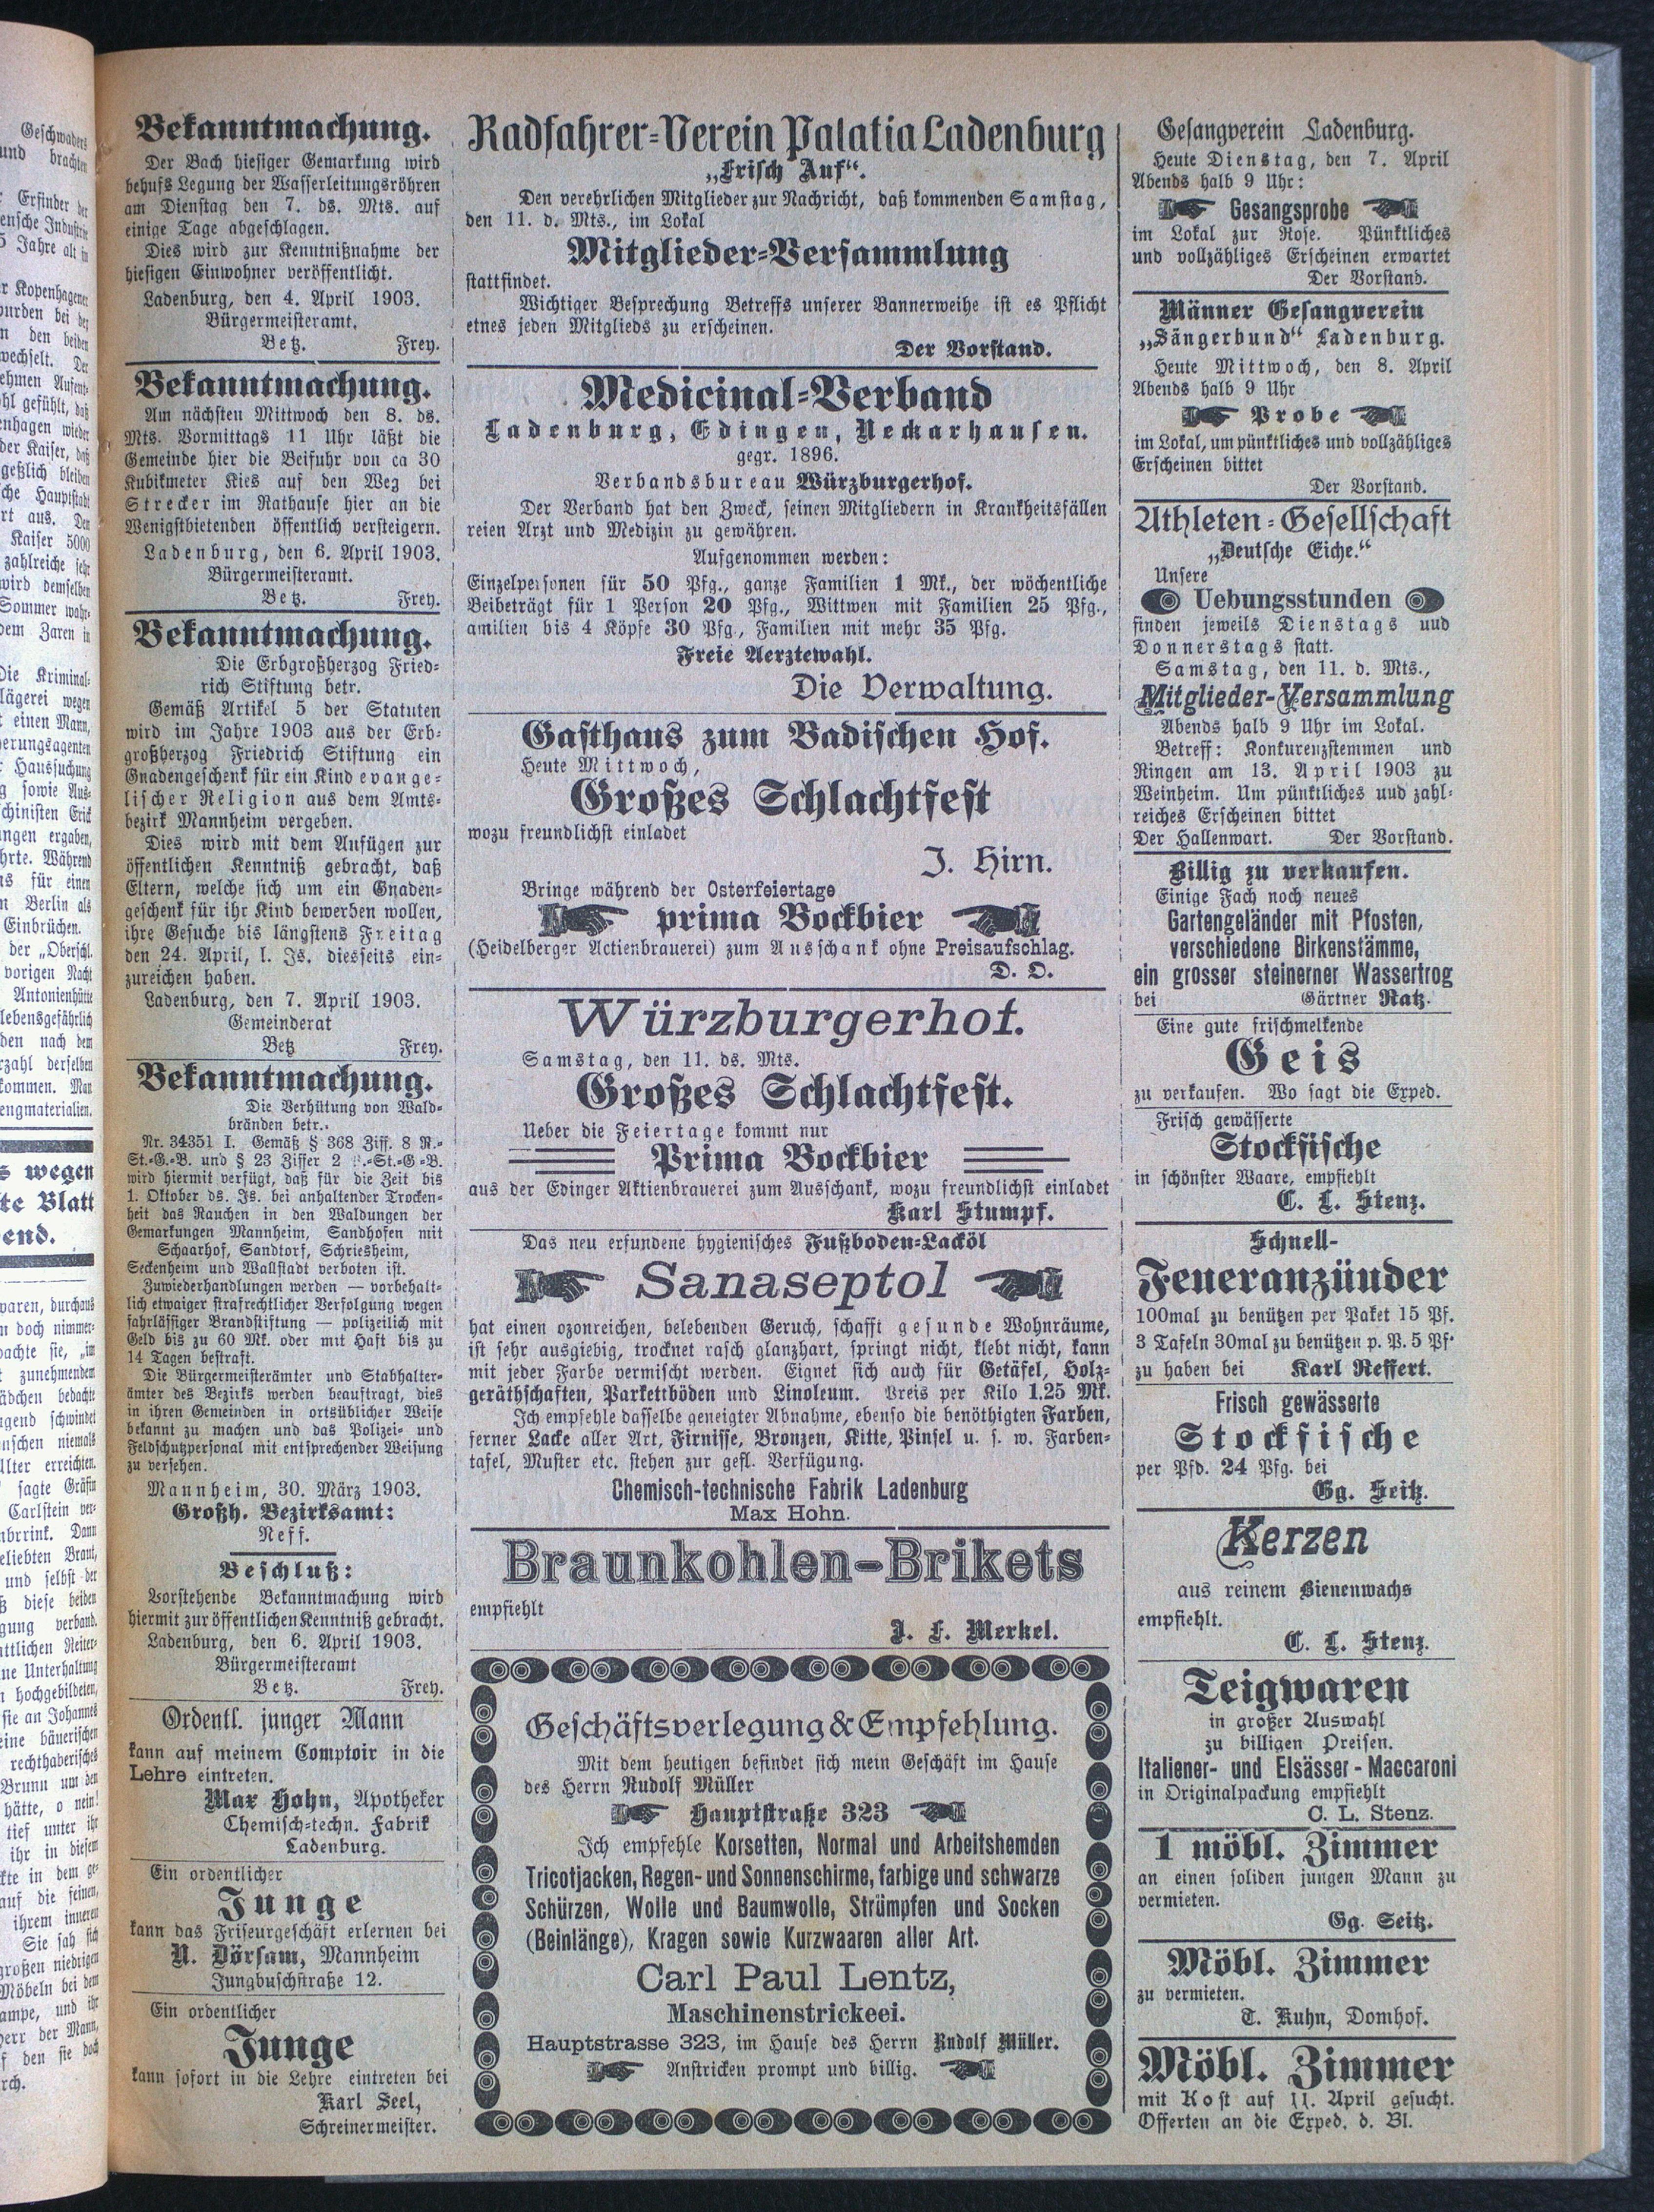 Bekanntmachung.
Der Bach hiesiger Gemarkung wird
behufs Legung der Wasserleitungsröhren
am Dienstag den 7. ds. Mts. auf
einige Tage abgeschlagen.
Dies wird zur Kenntnißnahme der
hiesigen Einwohner veröffentlicht.
Ladenburg, den 4. April 1903.
Bürgermeisteramt.
Betz. Frey.
Bekanntmachung.
Am nächsten Mittwoch den 8. ds.
Mts. Vormittags 11 Uhr läßt die
Gemeinde hier die Beifuhr von ca 30
Kubikmeter Kies auf den Weg bei
Strecker im Rathause hier an die
Wenigstbietenden öffentlich versteigern.
Ladenburg, den 6. April 1903.
Bürgermeisteramt.
Betz. Frey.
Bekanntmachung.
Die Erbgroßherzog Fried-
rich Stiftung betr.
Gemäß Artikel 5 der Statuten
wird im Jahre 1903 aus der Erb-
großherzog Friedrich Stiftung ein
Gnadengeschenk für ein Kind evange-
lischer Religion aus dem Amts-
bezirk Mannheim vergeben.
Dies wird mit dem Anfügen zur
öffentlichen Kenntniß gebracht, daß
Eltern, welche sich um ein Gnaden-
geschenk für ihr Kind bewerben wollen,
ihre Gesuche bis längstens Freitag
den 24. April, l. Js. diesseits ein-
zureichen haben.
Ladenburg, den 7. April 1903.
Gemeinderat
Betz Frey.
Bekanntmachung.
Die Verhütung von Wald-
bränden betr.
Nr. 34351 I. Gemäß § 368 Ziff. 8 R.-
St.-G.-B. und § 23 Ziffer 2 P.-St.-G.-B.
wird hiermit verfügt, daß für die Zeit bis
1. Oktober ds. Js. bei anhaltender Trocken-
heit das Rauchen in den Waldungen der
Gemarkungen Mannheim, Sandhofen mit
Schaarhof, Sandtorf, Schriesheim,
Seckenheim und Wallstadt verboten ist.
Zuwiederhandlungen werden — vorbehalt-
lich etwaiger strafrechtlicher Verfolgung wegen
fahrlässiger Brandstiftung — polizeilich mit
Geld bis zu 60 Mk. oder mit Haft bis zu
14 Tagen bestraft.
Die Bürgermeisterämter und Stabhalter-
ämter des Bezirks werden beauftragt, dies
in ihren Gemeinden in ortsüblicher Weise
bekannt zu machen und das Polizei- und
Feldschutzpersonal mit entsprechender Weisung
zu versehen.
Mannheim, 30. März 1903.
Großh. Bezirksamt:
Neff.
Beschluß:
Vorstehende Bekanntmachung wird
hiermit zur öffentlichen Kenntniß gebracht.
Ladenburg, den 6. April 1903.
Bürgermeisteramt
Betz. Frey.
Ordentl. junger Mann
kann auf meinem Comptoir in die
Lehre eintreten.
Max Hohn, Apotheker
Chemisch-techn. Fabrik
Ladenburg.
Ein ordentlicher
Junge
kann das Friseurgeschäft erlernen bei
N. Dörsam, Mannheim
Jungbuschstraße 12.
Ein ordentlicher
Junge
kann sofort in die Lehre eintreten bei
Karl Seel,
Schreinermeister.
Radfahrer-Verein Palatia Ladenburg
„Frisch Auf“.
Den verehrlichen Mitglieder zur Nachricht, daß kommenden Samstag,
den 11. d. Mts., im Lokal
Mitglieder-Versammlung
stattfindet.
Wichtiger Besprechung Betreffs unserer Bannerweihe ist es Pflicht
etnes jeden Mitglieds zu erscheinen.
Der Vorstand.
Medicinal-Verband
Ladenburg, Edingen, Neckarhausen.
gegr. 1896.
Verbandsbureau Würzburgerhof.
Der Verband hat den Zweck, seinen Mitgliedern in Krankheitsfällen
reien Arzt und Medizin zu gewähren.
Aufgenommen werden:
Einzelpersonen für 50 Pfg., ganze Familien 1 Mk., der wöchentliche
Beibeträgt für 1 Person 20 Pfg., Wittwen mit Familien 25 Pfg.,
amilien bis 4 Köpfe 30 Pfg., Familien mit mehr 35 Pfg.
Freie Aerztewahl.
Die Verwaltung.
Gasthaus zum Badischen Hof.
Heute Mittwoch,
Großes Schlachtfest
wozu freundlichst einladet
J. Hirn.
Bringe während der Osterfeiertage
prima Bockbier
(Heidelberger Actienbrauerei) zum Ausschank ohne Preisaufschlag.
D. O.
Würzburgerhof.
Samstag, den 11. ds. Mts.
Großes Schlachtfest.
Ueber die Feiertage kommt nur
Prima Bockbier
aus der Edinger Aktienbrauerei zum Ausschank, wozu freundlichst einladet
Karl Stumpf.
Das neu erfundene hygienisches Fußboden-Lacköl
Sanaseptol
hat einen ozonreichen, belebenden Geruch, schafft gesunde Wohnräume,
ist sehr ausgiebig, trocknet rasch glanzhart, springt nicht, klebt nicht, kann
mit jeder Farbe vermischt werden. Eignet sich auch für Getäfel, Holz-
geräthschaften, Parkettböden und Linoleum. Preis per Kilo 1.25 Mk.
Ich empfehle dasselbe geneigter Abnahme, ebenso die benöthigten Farben,
ferner Lacke aller Art, Firnisse, Bronzen, Kitte, Pinsel u. s. w. Farben-
tafel, Muster etc. stehen zur gefl. Verfügung.
Chemisch-technische Fabrik Ladenburg
Max Hohn.
Braunkohlen-Brikets
empfiehlt
J. F. Merkel.
Geschäftsverlegung & Empfehlung.
Mit dem heutigen befindet sich mein Geschäft im Hause
des Herrn Rudolf Müller
Hauptstraße 323
Ich empfehle Korsetten, Normal und Arbeitshemden
Tricotjacken, Regen- und Sonnenschirme, farbige und schwarze
Schürzen, Wolle und Baumwolle, Strümpfen und Socken
(Beinlänge), Kragen sowie Kurzwaaren aller Art.
Carl Paul Lentz,
Maschinenstrickeei.
Hauptstrasse 323, im Hause des Herrn Rudolf Müller.
Anstricken prompt und billig.
Gesangverein Ladenburg.
Heute Dienstag, den 7. April
Abends halb 9 Uhr:
Gesangsprobe
im Lokal zur Rose. Pünktliches
und vollzähliges Erscheinen erwartet
Der Vorstand.
Männer Gesangverein
„Sängerbund“ Ladenburg.
Heute Mittwoch, den 8. April
Abends halb 9 Uhr
Probe
im Lokal, um pünktliches und vollzähliges
Erscheinen bittet
Der Vorstand.
Athleten-Gesellschaft
„Deutsche Eiche.“
Unsere
Uebungsstunden
finden jeweils Dienstags uud
Donnerstags statt.
Samstag, den 11. d. Mts.,
Mitglieder-Versammlung
Abends halb 9 Uhr im Lokal.
Betreff: Konkurenzstemmen und
Ringen am 13. April 1903 zu
Weinheim. Um pünktliches und zahl-
reiches Erscheinen bittet
Der Hallenwart. Der Vorstand.
Billig zu verkaufen.
Einige Fach noch neues
Gartengeländer mit Pfosten,
verschiedene Birkenstämme,
ein grosser steinerner Wassertrog
bei Gärtner Ratz.
Eine gute frischmelkende
Geis
zu verkaufen. Wo sagt die Exped.
Frisch gewässerte
Stockfische
in schönster Waare, empfiehlt
C. L. Stenz.
Schnell-
Feueranzünder
100mal zu benützen per Paket 15 Pf.
3 Tafeln 30mal zu benützen p. P. 5 Pf.
zu haben bei Karl Reffert.
Frisch gewässerte
Stockfische
per Pfd. 24 Pfg. bei
Gg. Seitz.
Kerzen
aus reinem Bienenwachs
empfiehlt.
C. L. Stenz.
Teigwaren
in großer Auswahl
zu billigen Preisen.
Italiener- und Elsässer-Maccaroni
in Originalpackung empfiehlt
C. L. Stenz.
1 möbl. Zimmer
an einen soliden jungen Mann zu
vermieten.
Gg. Seitz.
Möbl. Zimmer
zu vermieten.
T. Kuhn, Domhof.
Möbl. Zimmer
mit Kost auf 11. April gesucht.
Offerten an die Exped. d. Bl.